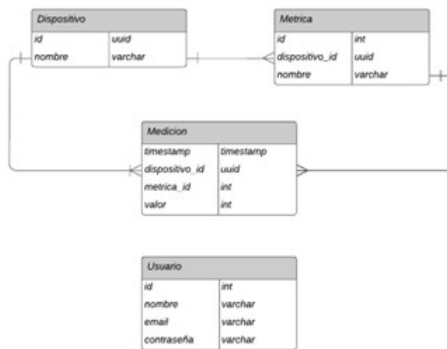 Dispositivo
id uuid
nombre varchar
Metrica
id int
dispositivo_id uuid
nombre varchar
Medicion
timestamp timestamp
dispositivo_id uuid
metrica_id int
valor int
Usuario
id int
nombre varchar
email varchar
contraseña varchar